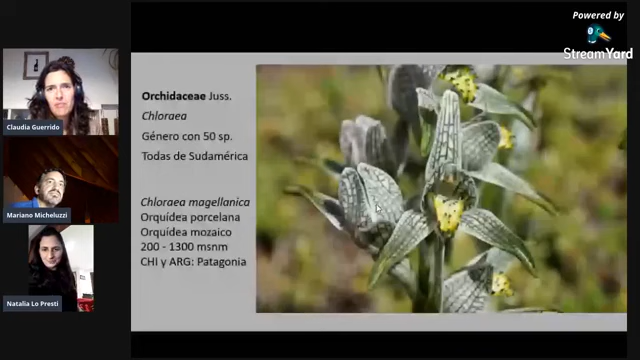 Powered by
StreamYard
Claudia Guerrido
Mariano Micheluzzi
Natalia Lo Presti
Orchidaceae Juss.
Chloraea
Género con 50 sp.
Todas de Sudamérica
Chloraea magellanica
Orquídea porcelana
Orquídea mozaico
200 - 1300 msnm
CHI y ARG: Patagonia